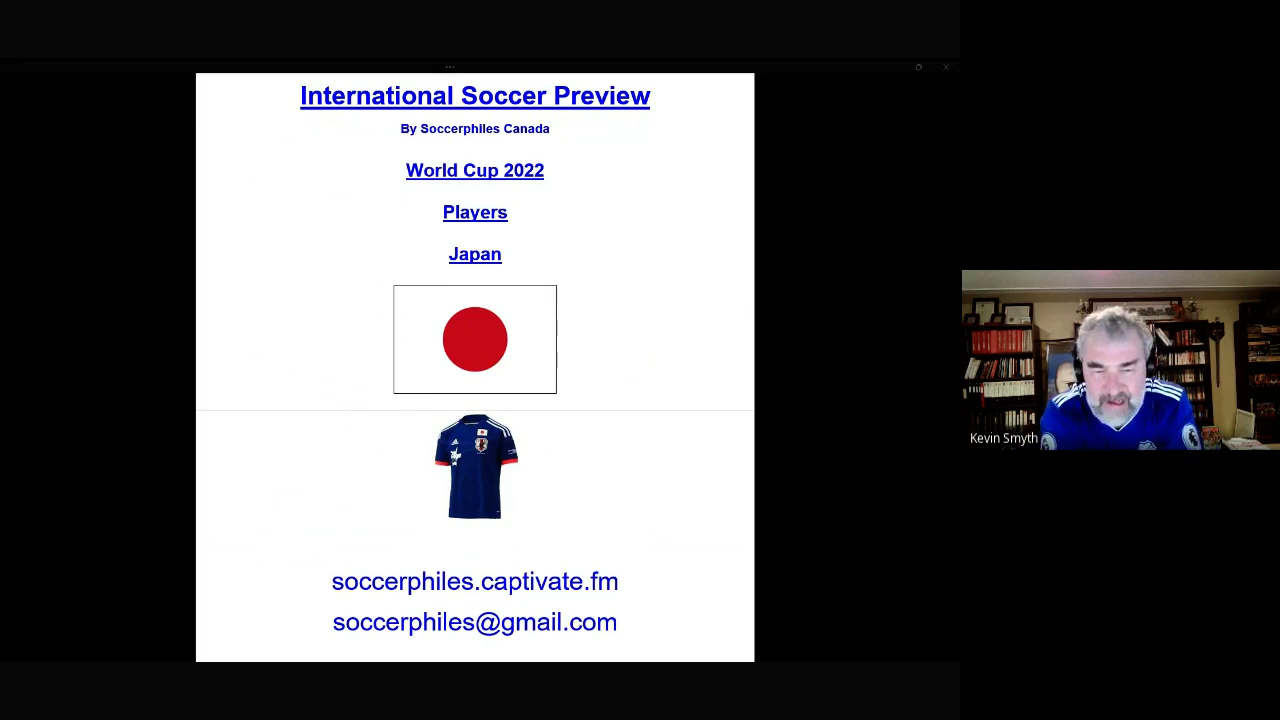 International Soccer Preview
By Soccerphiles Canada
World Cup 2022
Players
Japan
soccerphiles.captivate.fm
soccerphiles@gmail.com
Kevin Smyth